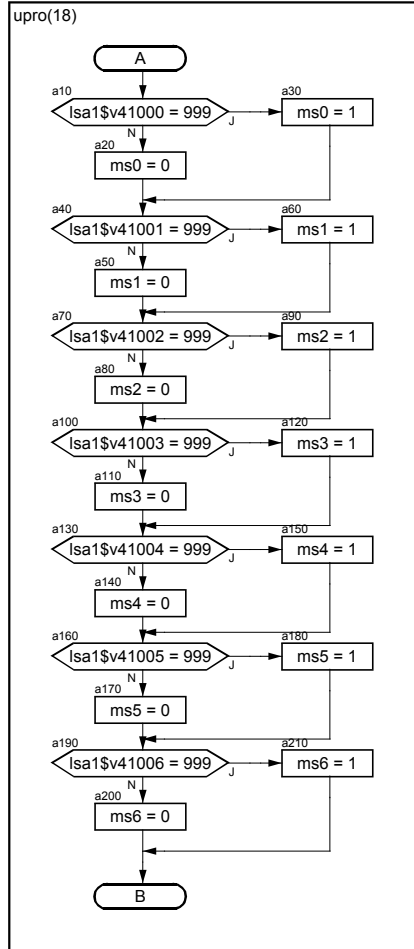 upro(18)
A
a10
lsa1$v41000 = 999
J
a30
ms0 = 1
N
a20
ms0 = 0
a40
lsa1$v41001 = 999
J
a60
ms1 = 1
N
a50
ms1 = 0
a70
lsa1$v41002 = 999
J
a90
ms2 = 1
N
a80
ms2 = 0
a100
lsa1$v41003 = 999
J
a120
ms3 = 1
N
a110
ms3 = 0
a130
lsa1$v41004 = 999
J
a150
ms4 = 1
N
a140
ms4 = 0
a160
lsa1$v41005 = 999
J
a180
ms5 = 1
N
a170
ms5 = 0
a190
lsa1$v41006 = 999
J
a210
ms6 = 1
N
a200
ms6 = 0
B